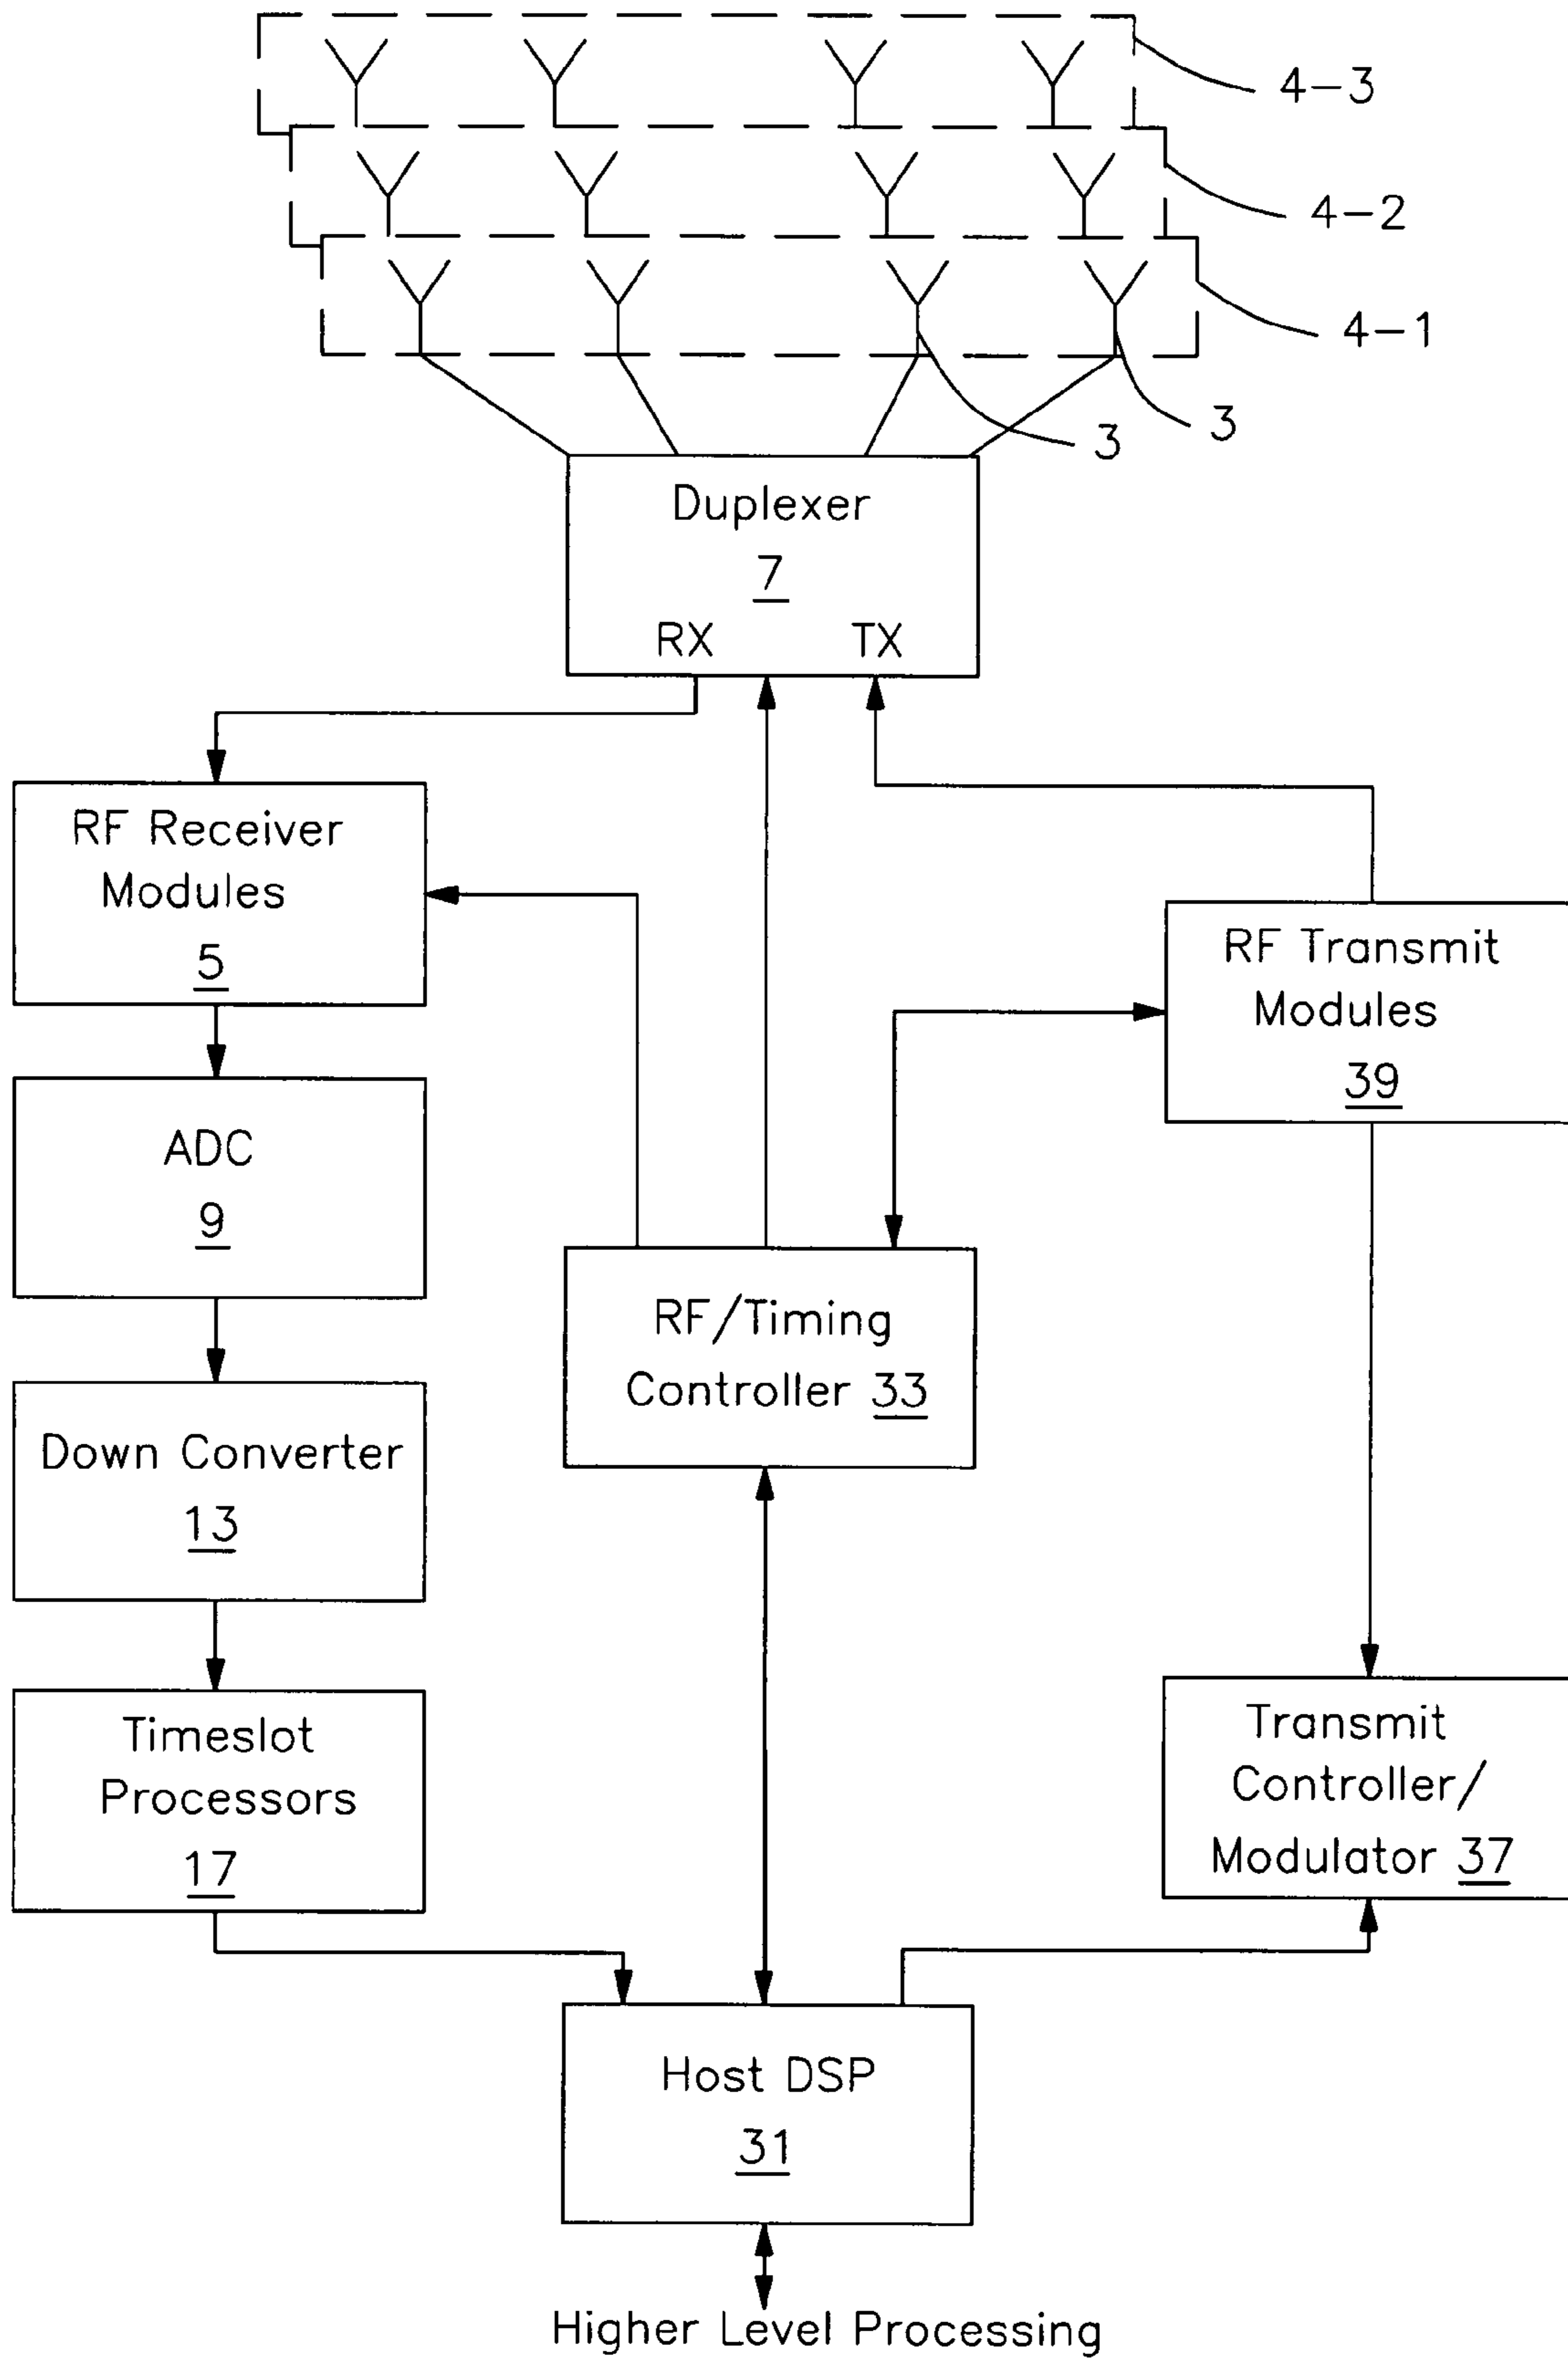 4-3
4-2
4-1
3
3
Duplexer
7
RX TX
RF Receiver
Modules
5
RF Transmit
Modules
39
ADC
9
RF/Timing
Controller 33
Down Converter
13
Timeslot
Processors
17
Transmit
Controller/
Modulator 37
Host DSP
31
Higher Level Processing